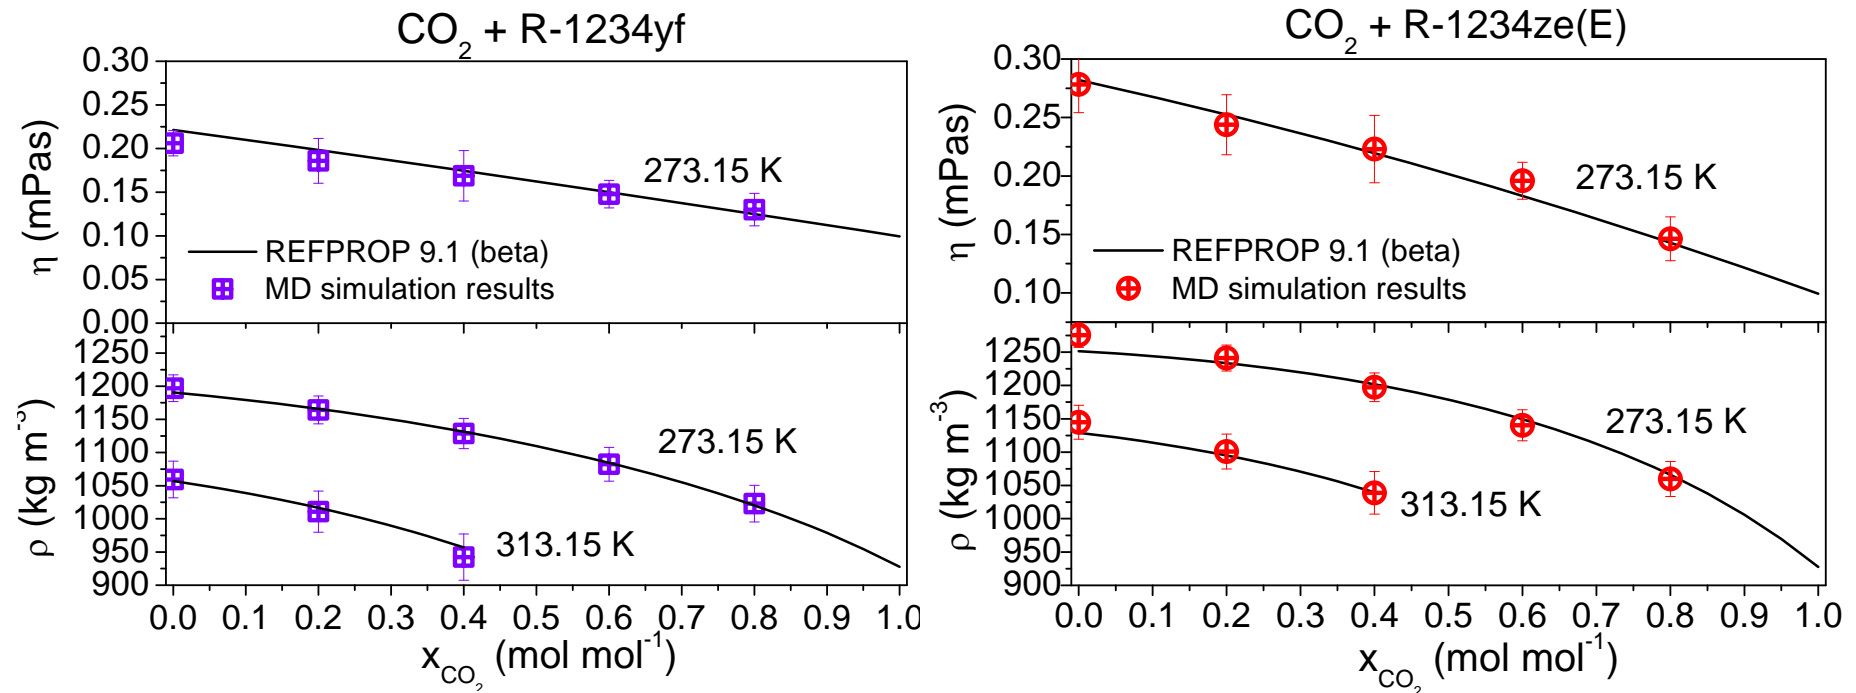 CO2 + R-1234yf
0.30
0.25
0.20
0.15
0.10
0.05
0.00
η (mPas)
273.15 K
REFPROP 9.1 (beta)
MD simulation results
1250
1200
1150
1100
1050
1000
950
900
ρ (kg m-3)
273.15 K
313.15 K
0.0 0.1 0.2 0.3 0.4 0.5 0.6 0.7 0.8 0.9 1.0
xCO2 (mol mol-1)
CO2 + R-1234ze(E)
0.30
0.25
0.20
0.15
0.10
η (mPas)
273.15 K
REFPROP 9.1 (beta)
MD simulation results
1250
1200
1150
1100
1050
1000
950
900
ρ (kg m-3)
273.15 K
313.15 K
0.0 0.1 0.2 0.3 0.4 0.5 0.6 0.7 0.8 0.9 1.0
xCO2 (mol mol-1)